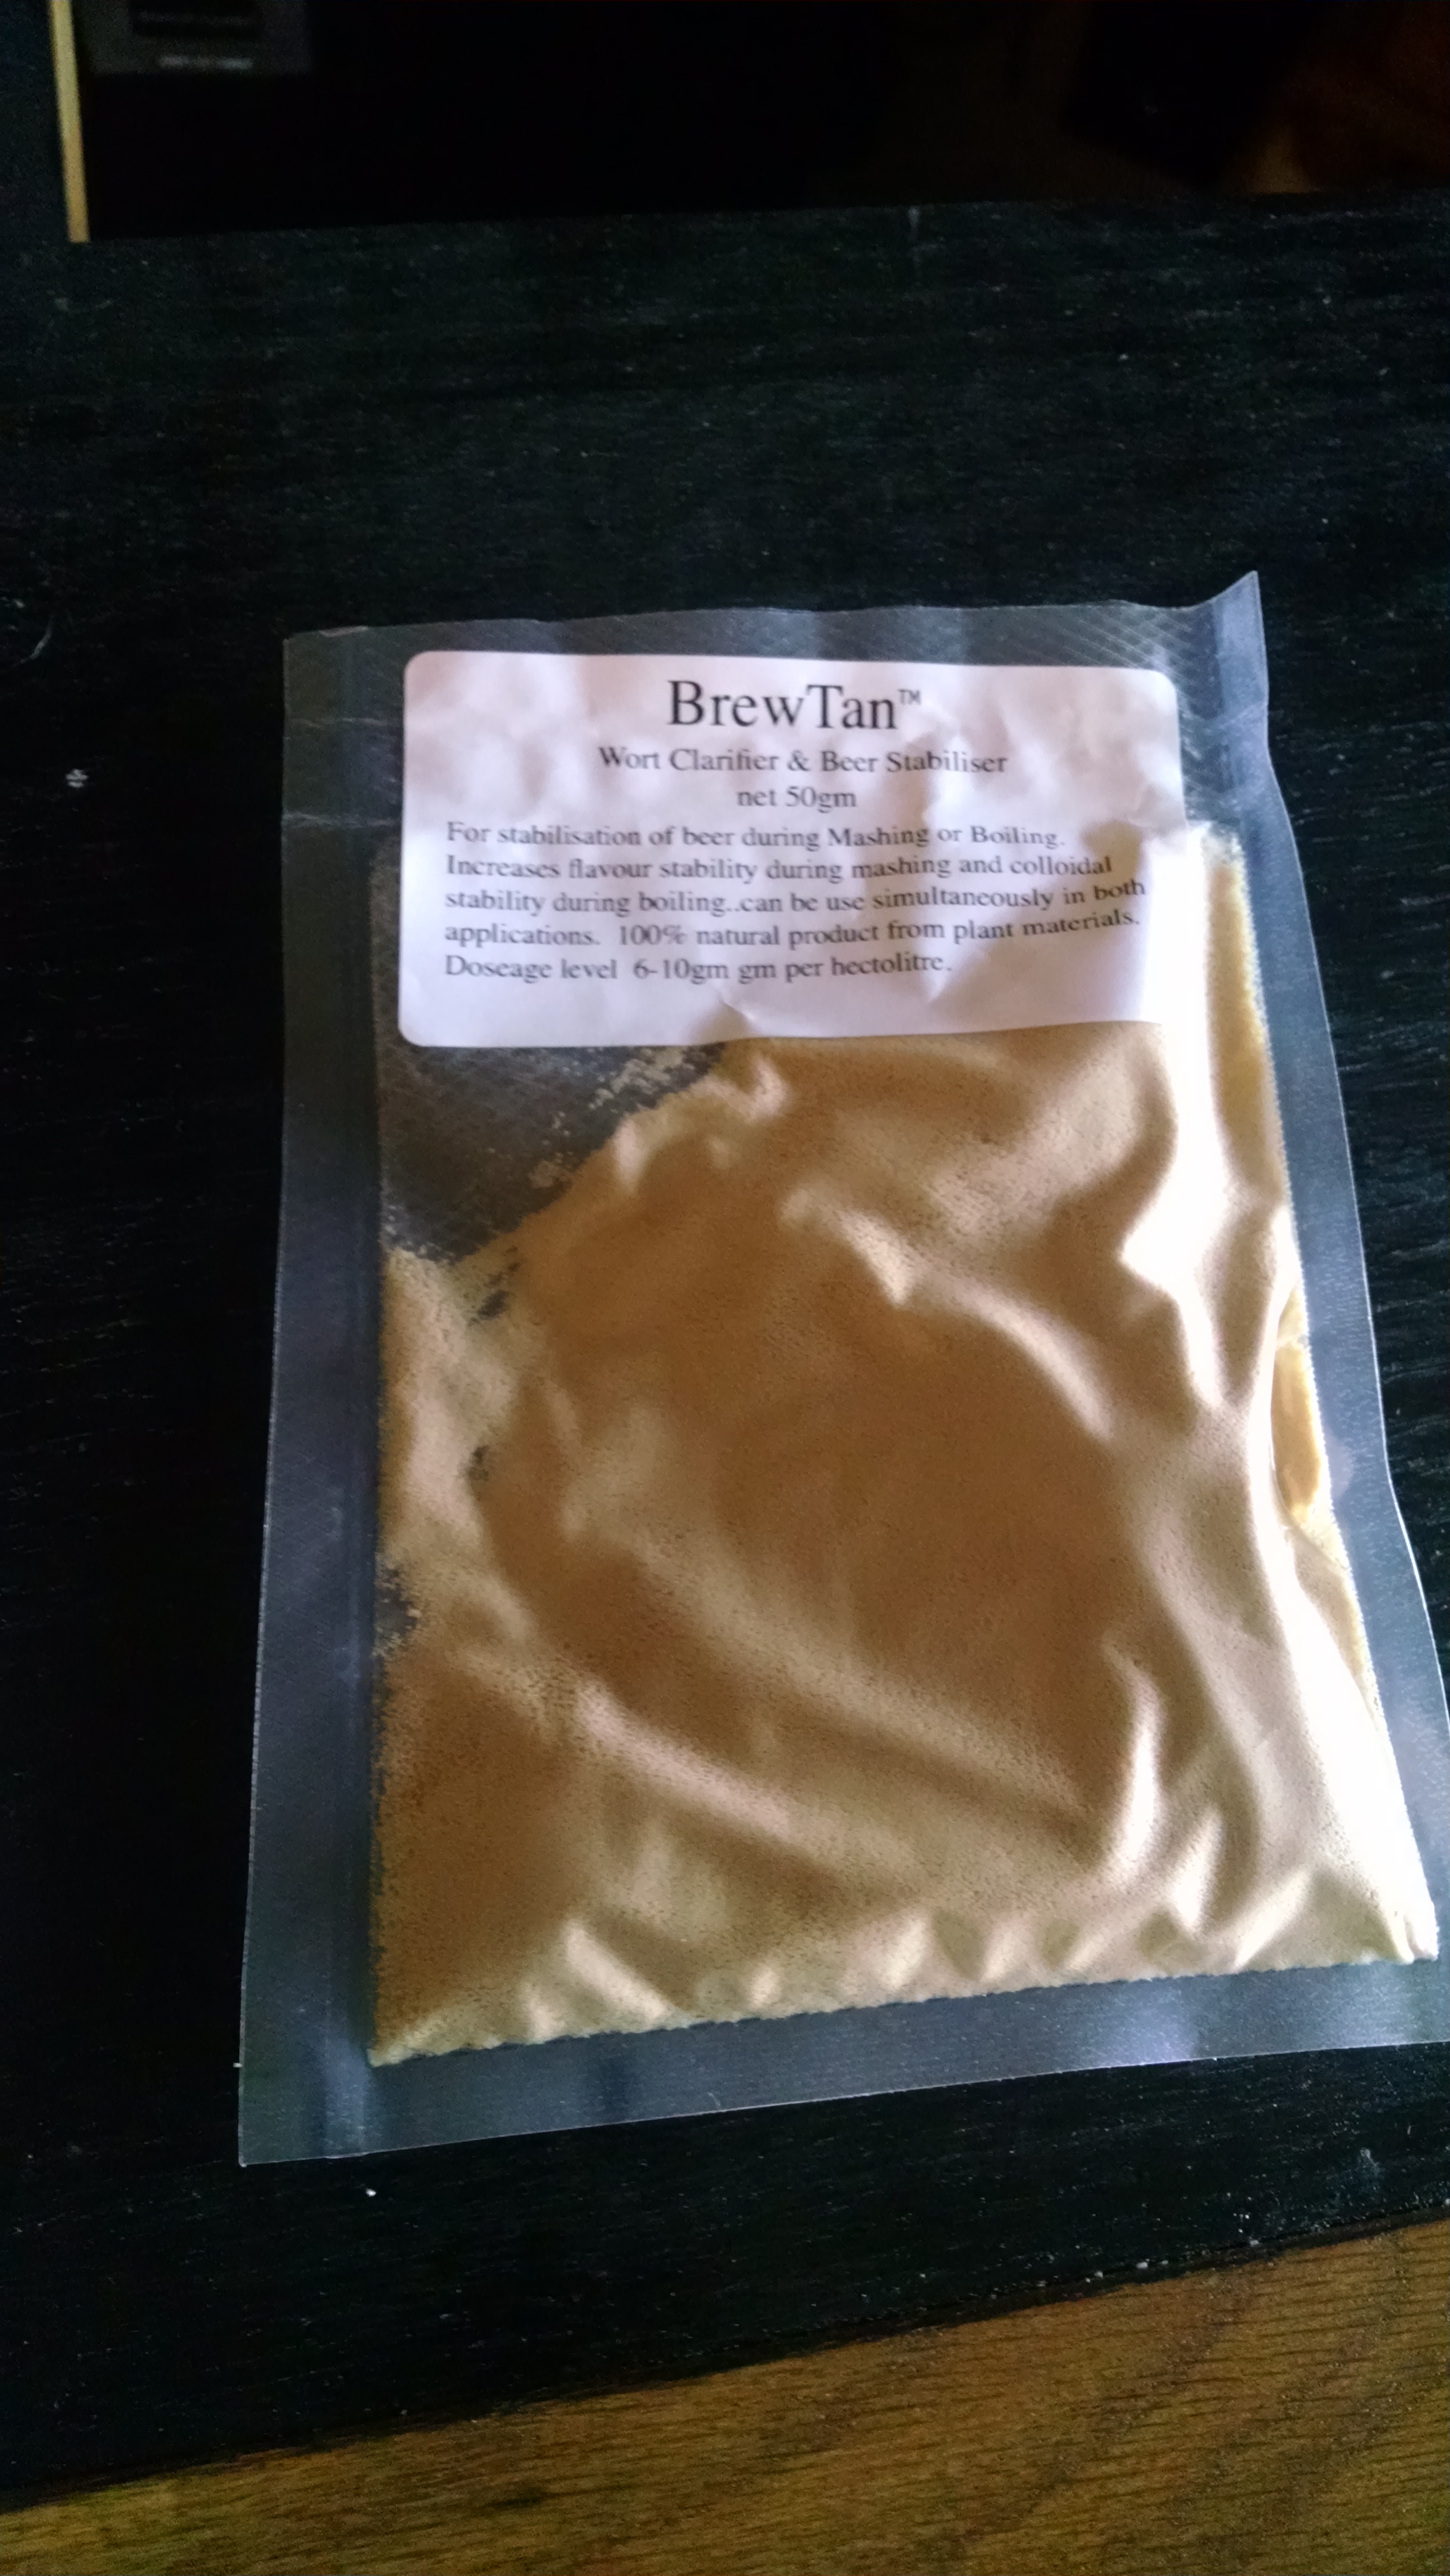 BrewTan™
Wort Clarifier & Beer Stabiliser
net 50gm
For stabilisation of beer during Mashing or Boiling.
Increases flavour stability during mashing and colloidal
stability during boiling..can be use simultaneously in both
applications. 100% natural product from plant materials.
Doseage level 6-10gm gm per hectolitre.